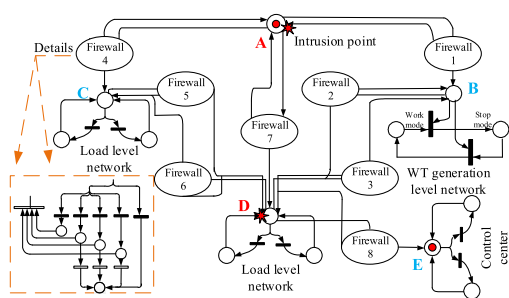 Details
Firewall
4
A
Intrusion point
Firewall
1
C
Firewall
5
Firewall
2
B
Work
mode
Stop
mode
Load level
network
Firewall
7
Firewall
6
Firewall
3
WT generation
level network
D
Load level
network
Firewall
8
E
Control
center